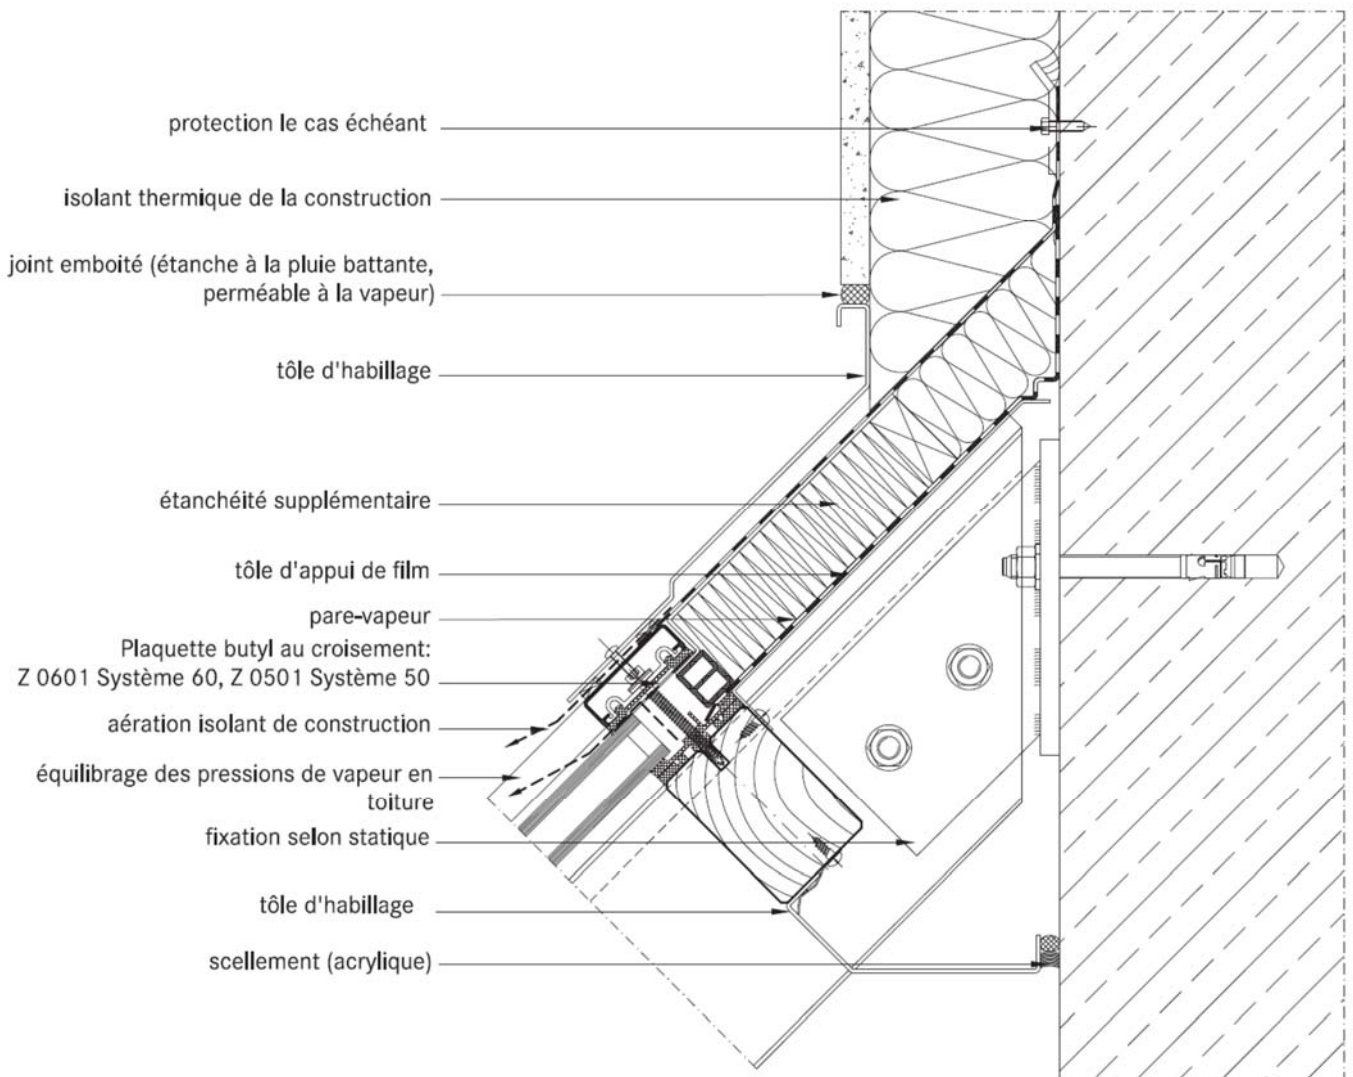 protection le cas échéant
isolant thermique de la construction
joint emboité (étanche à la pluie battante,
perméable à la vapeur)
tôle d'habillage
étanchéité supplémentaire
tôle d'appui de film
pare-vapeur
Plaquette butyl au croisement:
Z 0601 Système 60, Z 0501 Système 50
aération isolant de construction
équilibrage des pressions de vapeur en
toiture
fixation selon statique
tôle d'habillage
scellement (acrylique)